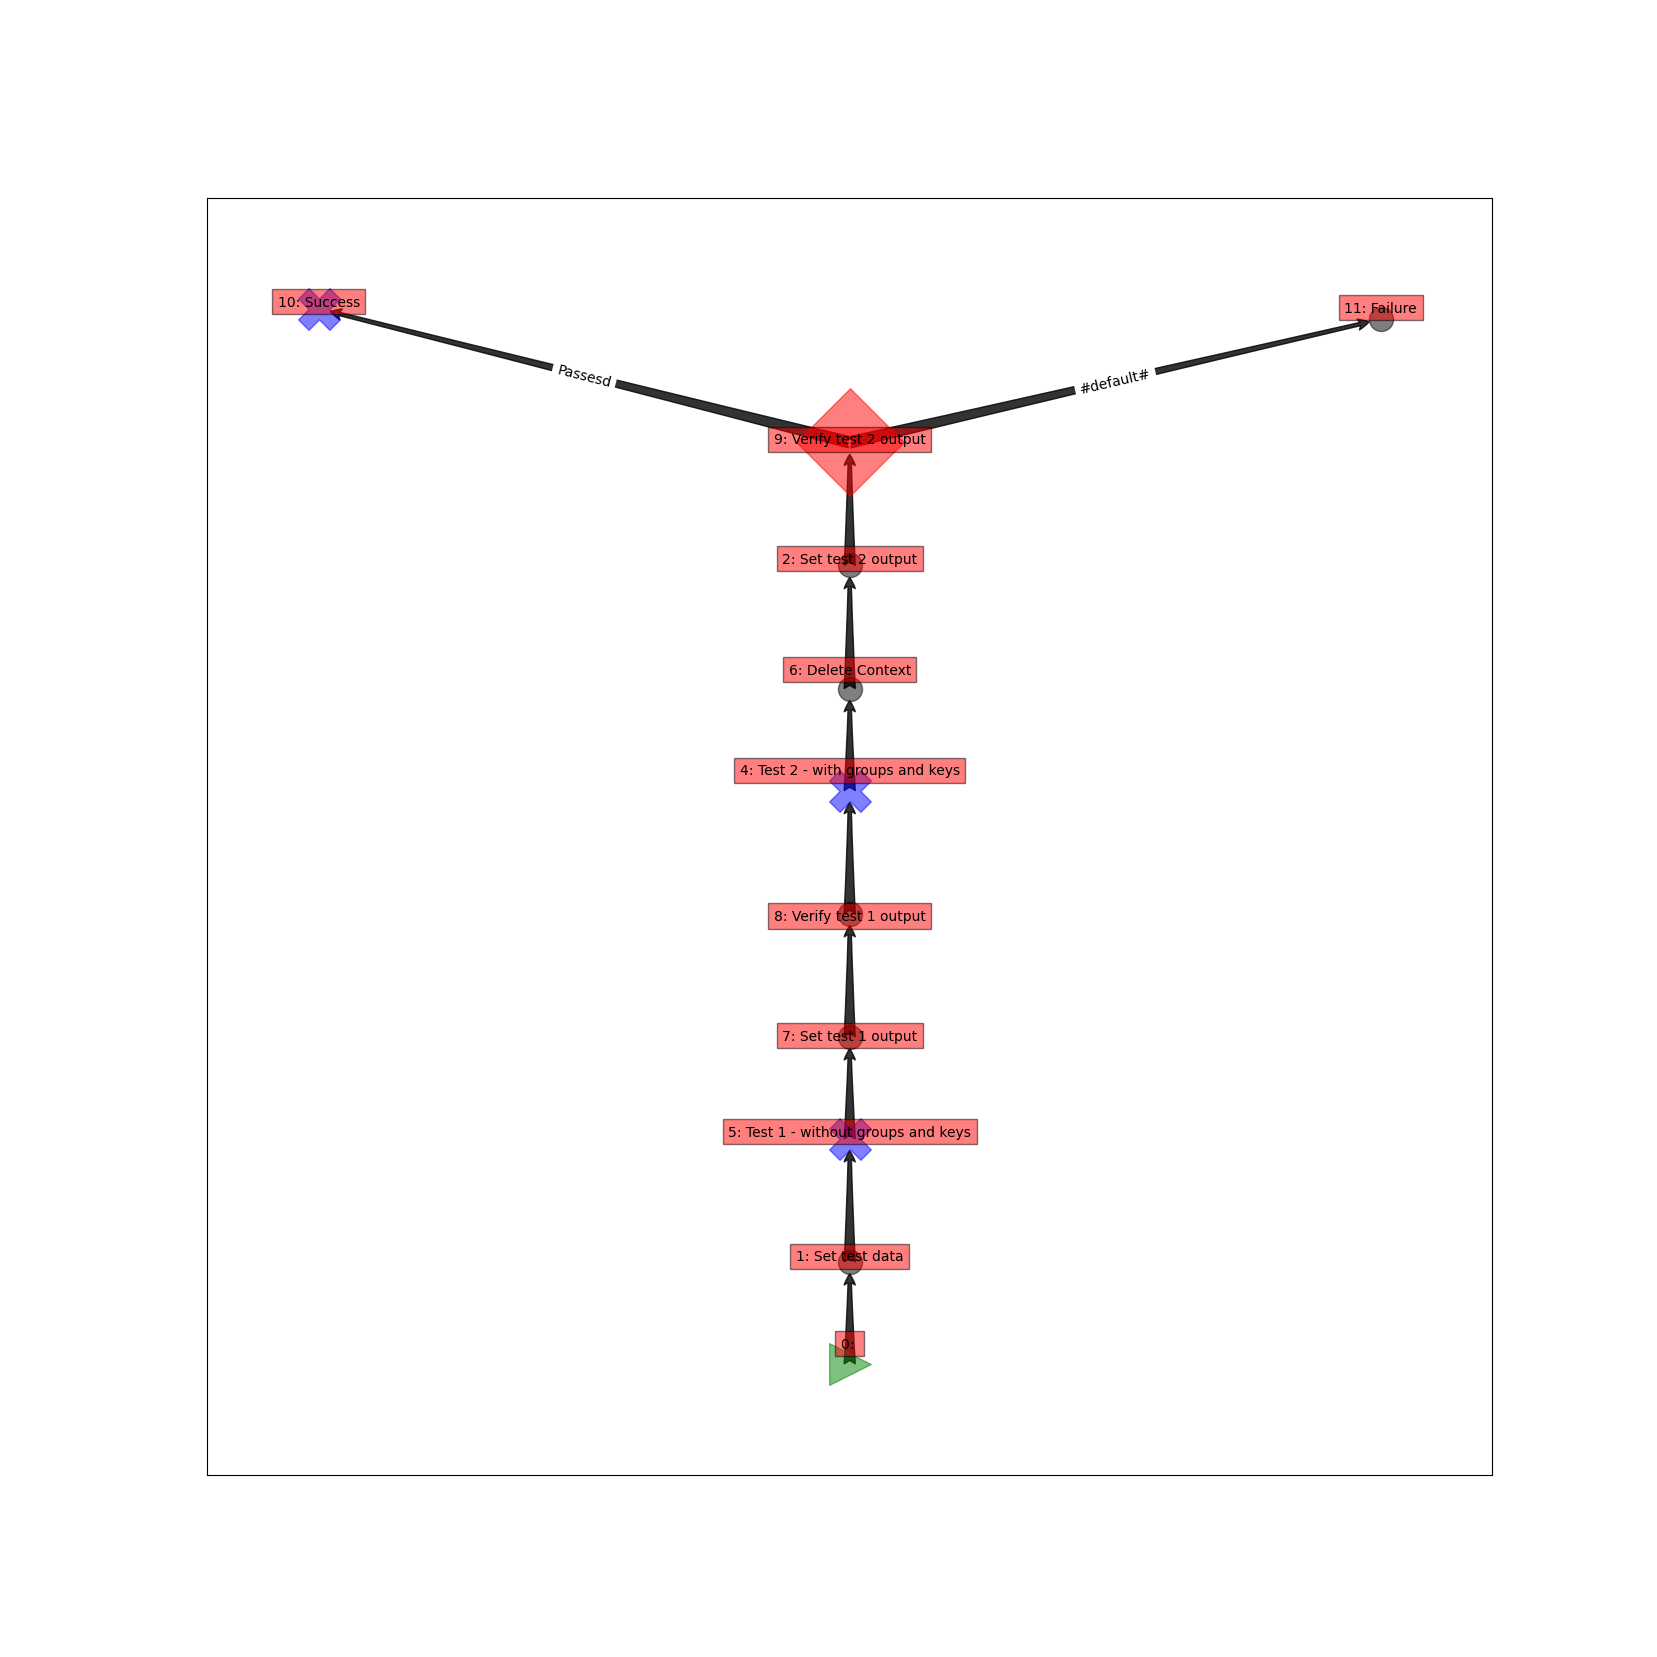 10: Success
11: Failure
Passesd
#default#
9: Verify test 2 output
2: Set test 2 output
6: Delete Context
4: Test 2 - with groups and keys
8: Verify test 1 output
7: Set test 1 output
5: Test 1 - without groups and keys
1: Set test data
0: